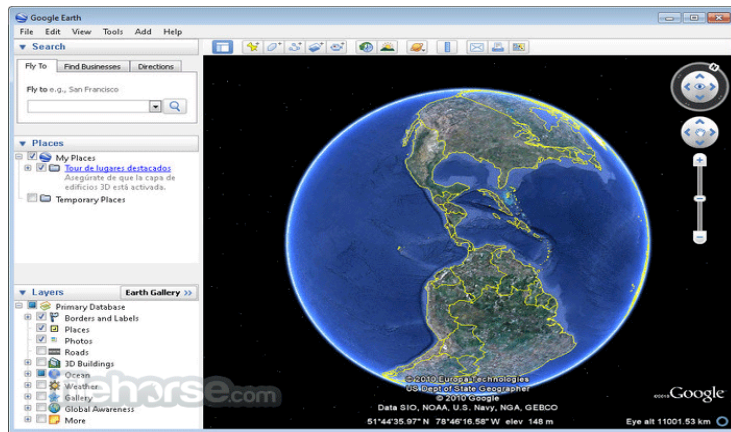 Google Earth
File Edit View Tools Add Help
Search
Fly To Find Businesses Directions
Fly to e.g., San Francisco
Places
My Places
Tour de lugares destacados
Asegúrate de que la capa de
edificios 3D está activada.
Temporary Places
Layers Earth Gallery >>
Primary Database
Borders and Labels
Places
Photos
Roads
3D Buildings
Ocean
Weather
Gallery
Global Awareness
More
filehorse.com
N
© 2010 Europa Technologies
US Dept of State Geographer
© 2010 Google
Data SIO, NOAA, U.S. Navy, NGA, GEBCO
©2010 Google
51°44'35.97" N 78°46'16.58" W elev 148 m Eye alt 11001.53 km